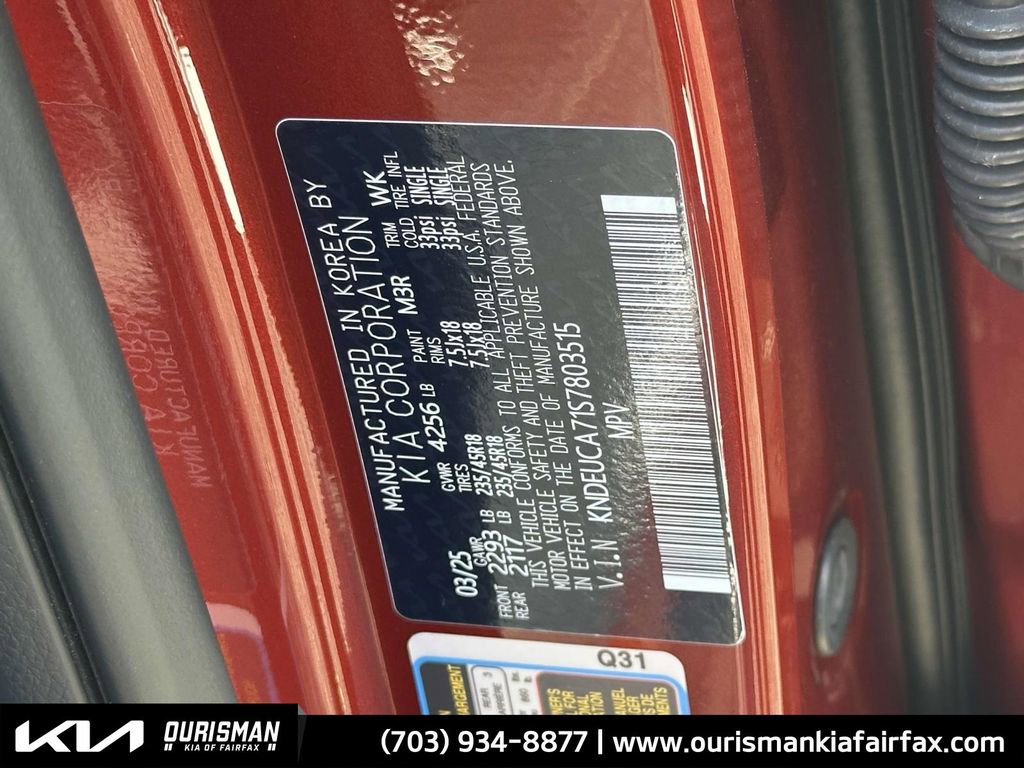 MANUFACTURED IN KOREA BY
KIA CORPORATION
03/25 GVWR 4256 LB PAINT M3R TRIM WK
GAWR TIRES RIMS COLD TIRE INFL
FRONT 2293 LB 235/45R18 7.5Jx18 33psi SINGLE
REAR 2117 LB 235/45R18 7.5Jx18 33psi SINGLE
THIS VEHICLE CONFORMS TO ALL APPLICABLE U.S.A. FEDERAL
MOTOR VEHICLE SAFETY AND THEFT PREVENTION STANDARDS
IN EFFECT ON THE DATE OF MANUFACTURE SHOWN ABOVE.
V.I.N KNDEUCA71S7803515
MPV
Q31
REAR 3
KIA OURISMAN
KIA OF FAIRFAX
(703) 934-8877 | www.ourismankiafairfax.com